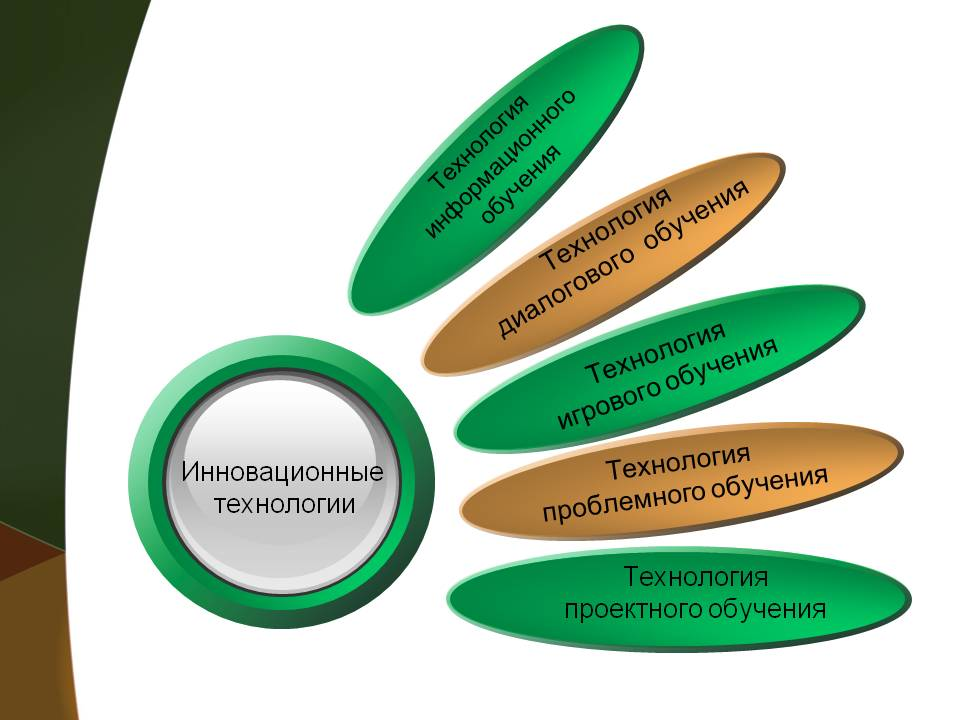 Технология
информационного
обучения
Технология
диалогового обучения
Технология
игрового обучения
Инновационные
технологии
Технология
проблемного обучения
Технология
проектного обучения